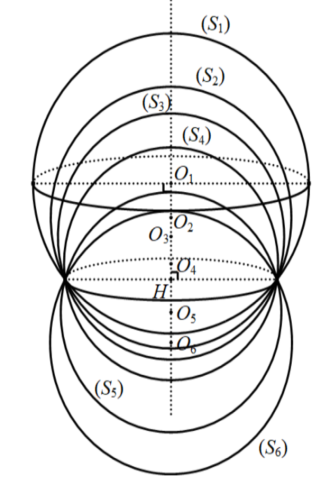 (S₁)
(S₂)
(S₃)
(S₄)
O₁
O₂
O₃
O₄
H
O₅
O₆
(S₅)
(S₆)